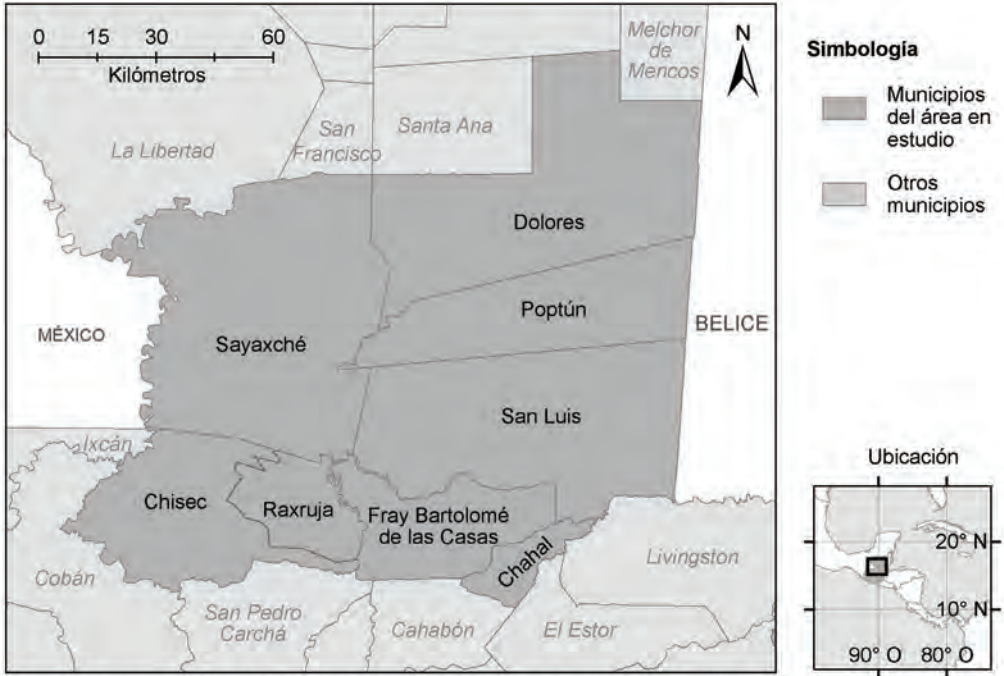 0 15 30 60
Kilómetros
Melchor
de
Mencos
N
San
Francisco
Santa Ana
La Libertad
Dolores
Poptún
BELICE
MÉXICO
Sayaxché
San Luis
Ixcán
Chisec
Raxruja
Fray Bartolomé
de las Casas
Chahal
Livingston
Cobán
San Pedro
Carchá
Cahabón
El Estor
Simbología
Municipios
del área en
estudio
Otros
municipios
Ubicación
20° N
10° N
90° O 80° O